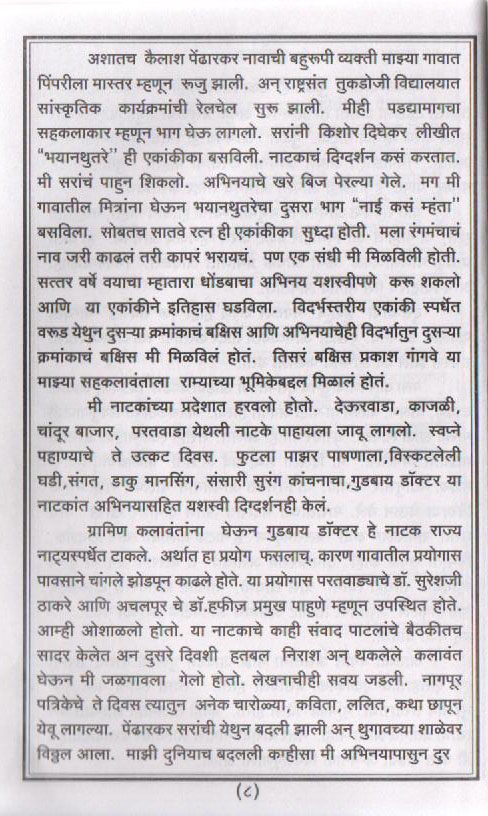 अशातच कैलाश पेंढारकर नावाची बहुरूपी व्यक्ती माझ्या गावात
पिंपरीला मास्तर म्हणून रूजु झाली. अन् राष्ट्रसंत तुकडोजी विद्यालयात
सांस्कृतिक कार्यक्रमांची रेलचेल सुरू झाली. मीही पडद्यामागचा
सहकलाकार म्हणून भाग घेऊ लागलो. सरांनी किशोर दिघेकर लीखीत
"भयानथुतरे" ही एकांकीका बसविली. नाटकाचं दिग्दर्शन कसं करतात.
मी सरांचं पाहुन शिकलो. अभिनयाचे खरे बिज पेरल्या गेले. मग मी
गावातील मित्रांना घेऊन भयानथुतरेचा दुसरा भाग "नाई कसं म्हंता"
बसविला. सोबतच सातवे रत्न ही एकांकीका सुध्दा होती. मला रंगमंचाचं
नाव जरी काढलं तरी कापरं भरायचं. पण एक संधी मी मिळविली होती.
सत्तर वर्षे वयाचा म्हातारा धोंडबाचा अभिनय यशस्वीपणे करू शकलो
आणि या एकांकीने इतिहास घडविला. विदर्भस्तरीय एकांकी स्पर्धेत
वरूड येथुन दुसऱ्या क्रमांकाचं बक्षिस आणि अभिनयाचेही विदर्भातुन दुसऱ्या
क्रमांकाचं बक्षिस मी मिळविलं होतं. तिसरं बक्षिस प्रकाश गांगवे या
माझ्या सहकलावंताला राम्याच्या भूमिकेबद्दल मिळालं होतं.
मी नाटकांच्या प्रदेशात हरवलो होतो. देऊरवाडा, काजळी,
चांदूर बाजार, परतवाडा येथली नाटके पाहायला जावू लागलो. स्वप्ने
पहाण्याचे ते उत्कट दिवस. फुटला पाझर पाषणाला,विस्कटलेली
घडी,संगत, डाकु मानसिंग, संसारी सुरंग कांचनाचा,गुडबाय डॉक्टर या
नाटकांत अभिनयासहित यशस्वी दिग्दर्शनही केलं.
ग्रामिण कलावंतांना घेऊन गुडबाय डॉक्टर हे नाटक राज्य
नाट्यस्पर्धेत टाकले. अर्थात हा प्रयोग फसलाच्. कारण गावातील प्रयोगास
पावसाने चांगले झोडपून काढले होते. या प्रयोगास परतवाड्याचे डॉ. सुरेशजी
ठाकरे आणि अचलपूर चे डॉ.हफीज़ प्रमुख पाहुणे म्हणून उपस्थित होते.
आम्ही ओशाळलो होतो. या नाटकाचे काही संवाद पाटलांचे बैठकीतच
सादर केलेत अन दुसरे दिवशी हतबल निराश अन् थकलेले कलावंत
घेऊन मी जळगावला गेलो होतो. लेखनाचीही सवय जडली. नागपूर
पत्रिकेचे ते दिवस त्यातुन अनेक चारोळ्या, कविता, ललित, कथा छापून
येवू लागल्या. पेंढारकर सरांची येथुन बदली झाली अन् थुगावच्या शाळेवर
विठ्ठल आला. माझी दुनियाच बदलली काहीसा मी अभिनयापासुन दुर
(८)